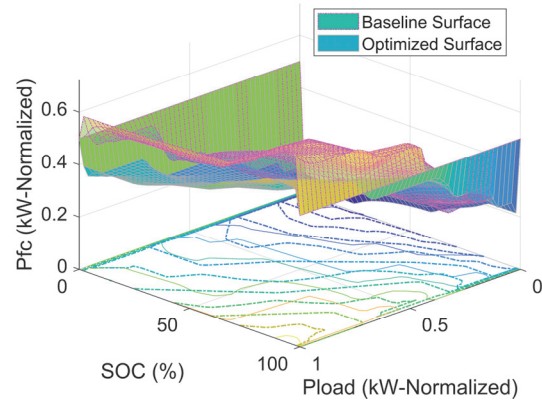 Baseline Surface
Optimized Surface
Pfc (kW-Normalized)
0.6
0.4
0.2
0
0
50
100
SOC (%)
1
0.5
0
Pload (kW-Normalized)